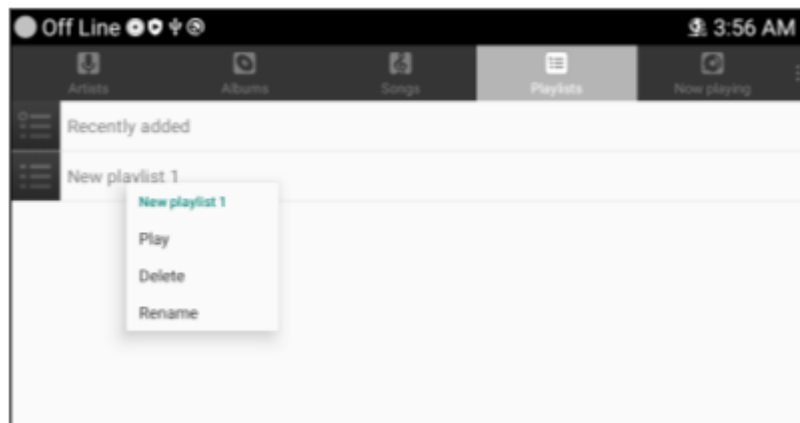 Off Line 3:56 AM
Artists Albums Songs Playlists Now playing
Recently added
New playlist 1
New playlist 1
Play
Delete
Rename